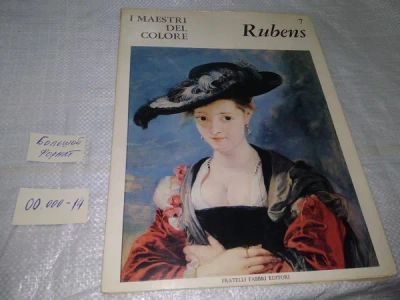 I MAESTRI
DEL
COLORE
7
Rubens
Большой
формат
00 000-14
FRATELLI FABBRI EDITORI